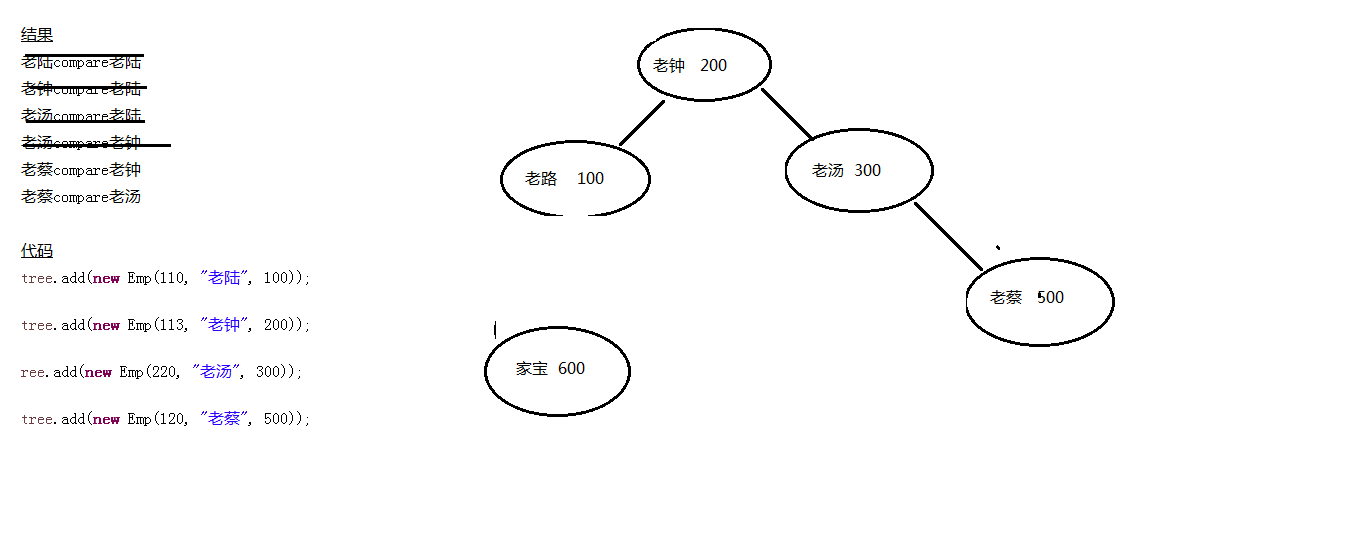 结果
老陆compare老陆
老钟compare老陆
老汤compare老陆
老汤compare老钟
老蔡compare老钟
老蔡compare老汤
代码
tree.add(new Emp(110, "老陆", 100));
tree.add(new Emp(113, "老钟", 200));
ree.add(new Emp(220, "老汤", 300));
tree.add(new Emp(120, "老蔡", 500));
老钟 200
老路 100
老汤 300
老蔡 500
家宝 600